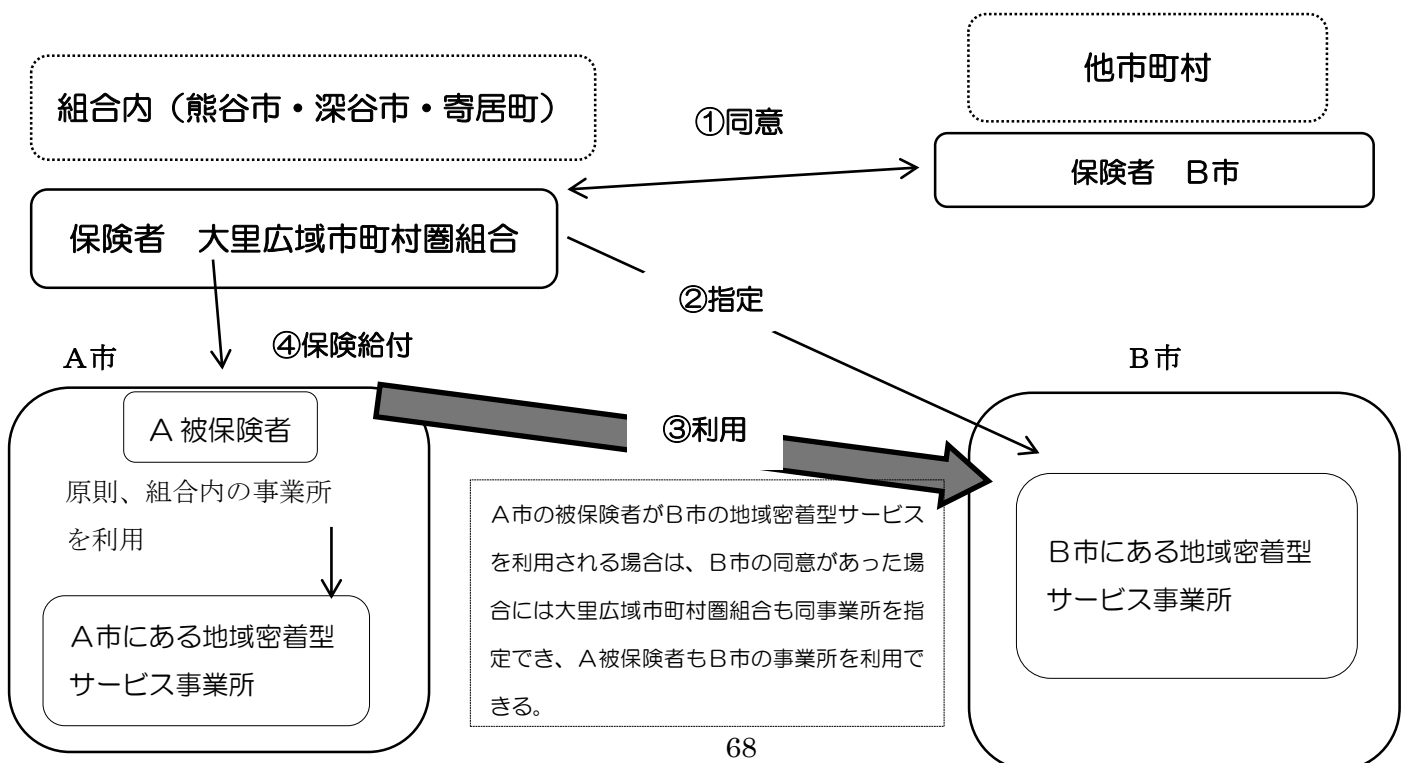 他市町村
組合内（熊谷市・深谷市・寄居町）
①同意
保険者　B市
保険者　大里広域市町村圏組合
②指定
④保険給付
A市
B市
A 被保険者
③利用
原則、組合内の事業所
を利用
A市の被保険者がB市の地域密着型サービス
を利用される場合は、B市の同意があった場
合には大里広域市町村圏組合も同事業所を指
定でき、A被保険者もB市の事業所を利用で
きる。
B市にある地域密着型
サービス事業所
A市にある地域密着型
サービス事業所
68